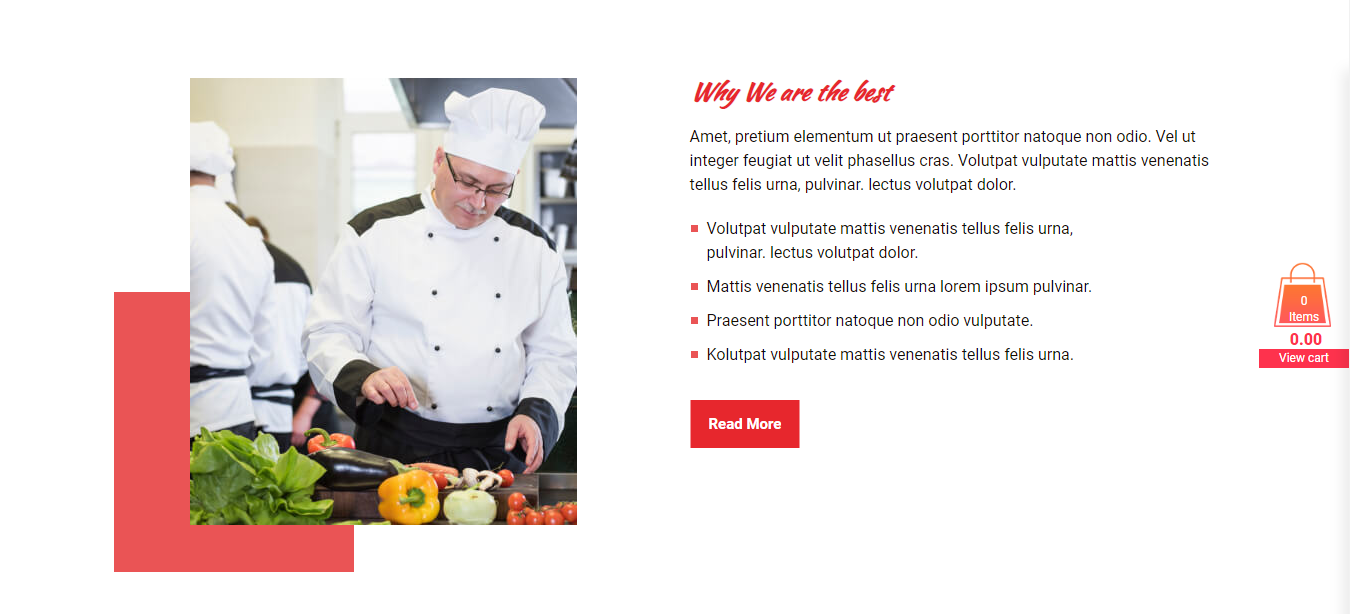 Why We are the best
Amet, pretium elementum ut praesent porttitor natoque non odio. Vel ut
integer feugiat ut velit phasellus cras. Volutpat vulputate mattis venenatis
tellus felis urna, pulvinar. lectus volutpat dolor.
Volutpat vulputate mattis venenatis tellus felis urna,
pulvinar. lectus volutpat dolor.
Mattis venenatis tellus felis urna lorem ipsum pulvinar.
Praesent porttitor natoque non odio vulputate.
Kolutpat vulputate mattis venenatis tellus felis urna.
Read More
0
Items
0.00
View cart